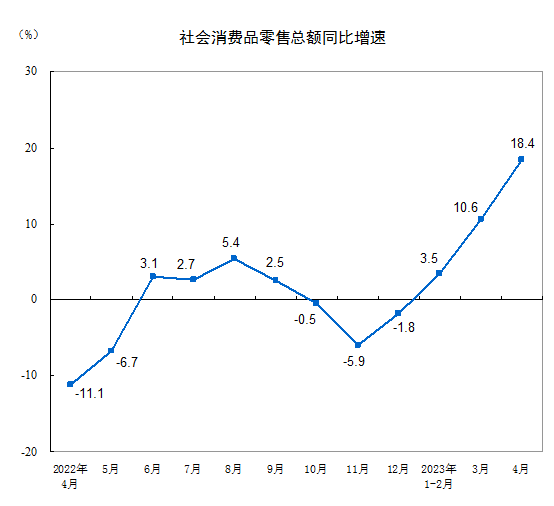 (%)
社会消费品零售总额同比增速
30
20
10
0
-10
-20
-11.1
-6.7
3.1
2.7
5.4
2.5
-0.5
-5.9
-1.8
3.5
10.6
18.4
2022年
4月
5月
6月
7月
8月
9月
10月
11月
12月
2023年
1-2月
3月
4月